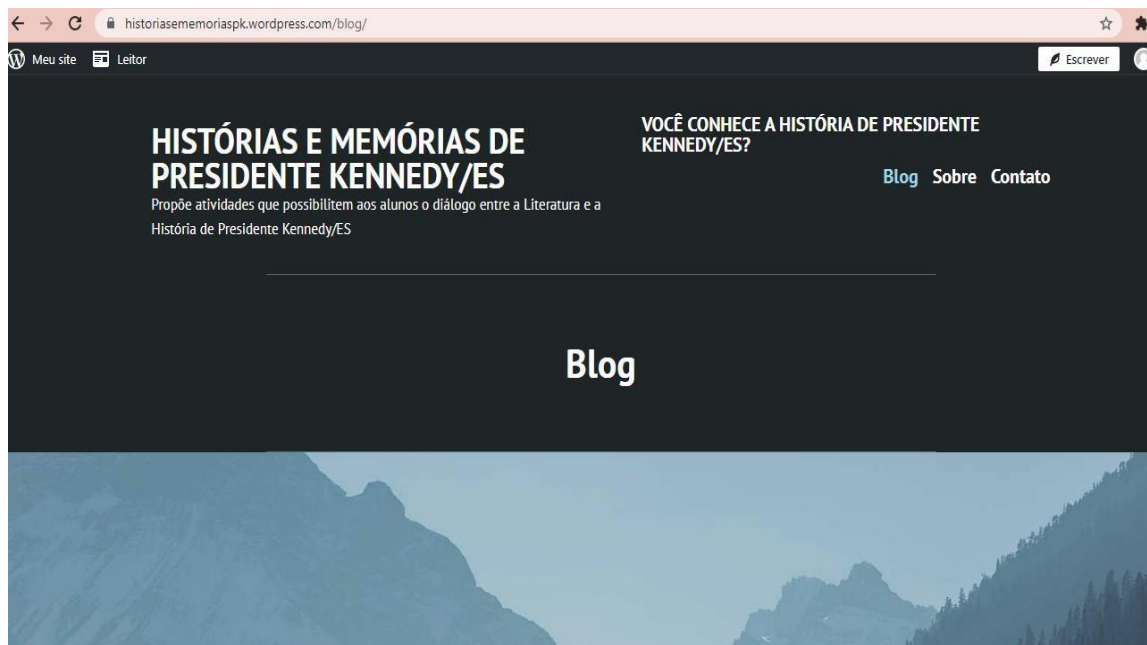 historiasememoriaspk.wordpress.com/blog/
Meu site Leitor Escrever
HISTÓRIAS E MEMÓRIAS DE
PRESIDENTE KENNEDY/ES
Propõe atividades que possibilitem aos alunos o diálogo entre a Literatura e a
História de Presidente Kennedy/ES
VOCÊ CONHECE A HISTÓRIA DE PRESIDENTE
KENNEDY/ES?
Blog Sobre Contato
Blog